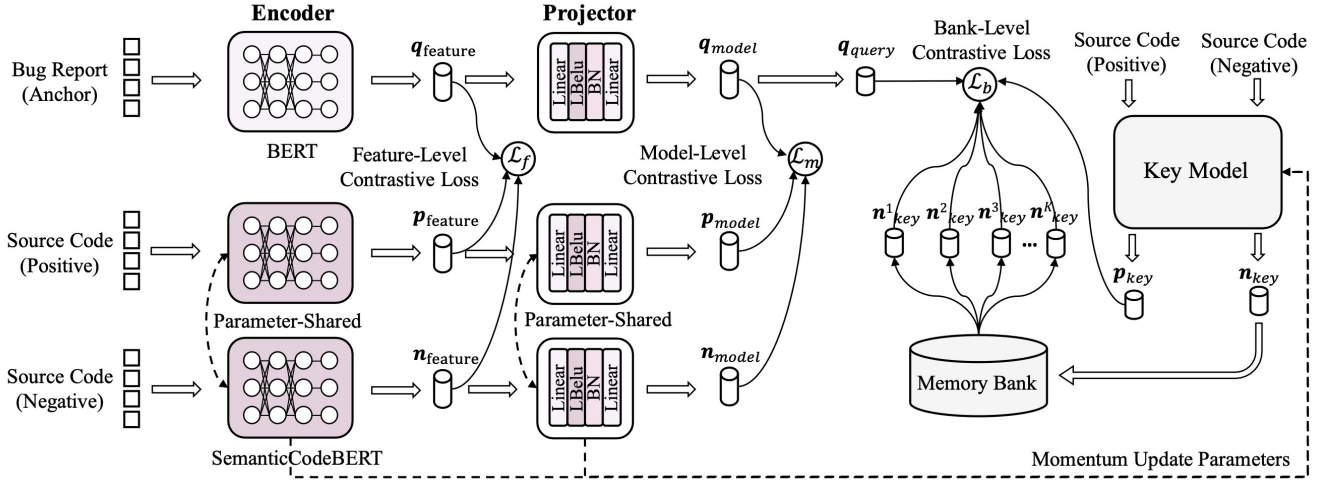 Encoder
Projector
Bug Report
(Anchor)
BERT
q_feature
Linear
LBelu
BN
Linear
q_model
q_query
Bank-Level
Contrastive Loss
ℒ_b
Source Code
(Positive)
Source Code
(Negative)
Key Model
Feature-Level
Contrastive Loss
ℒ_f
Model-Level
Contrastive Loss
ℒ_m
Source Code
(Positive)
p_feature
Linear
LBelu
BN
Linear
p_model
n^1_key
n^2_key
n^3_key
...
n^K_key
p_key
n_key
Parameter-Shared
Parameter-Shared
Source Code
(Negative)
n_feature
Linear
LBelu
BN
Linear
n_model
Memory Bank
SemanticCodeBERT
Momentum Update Parameters